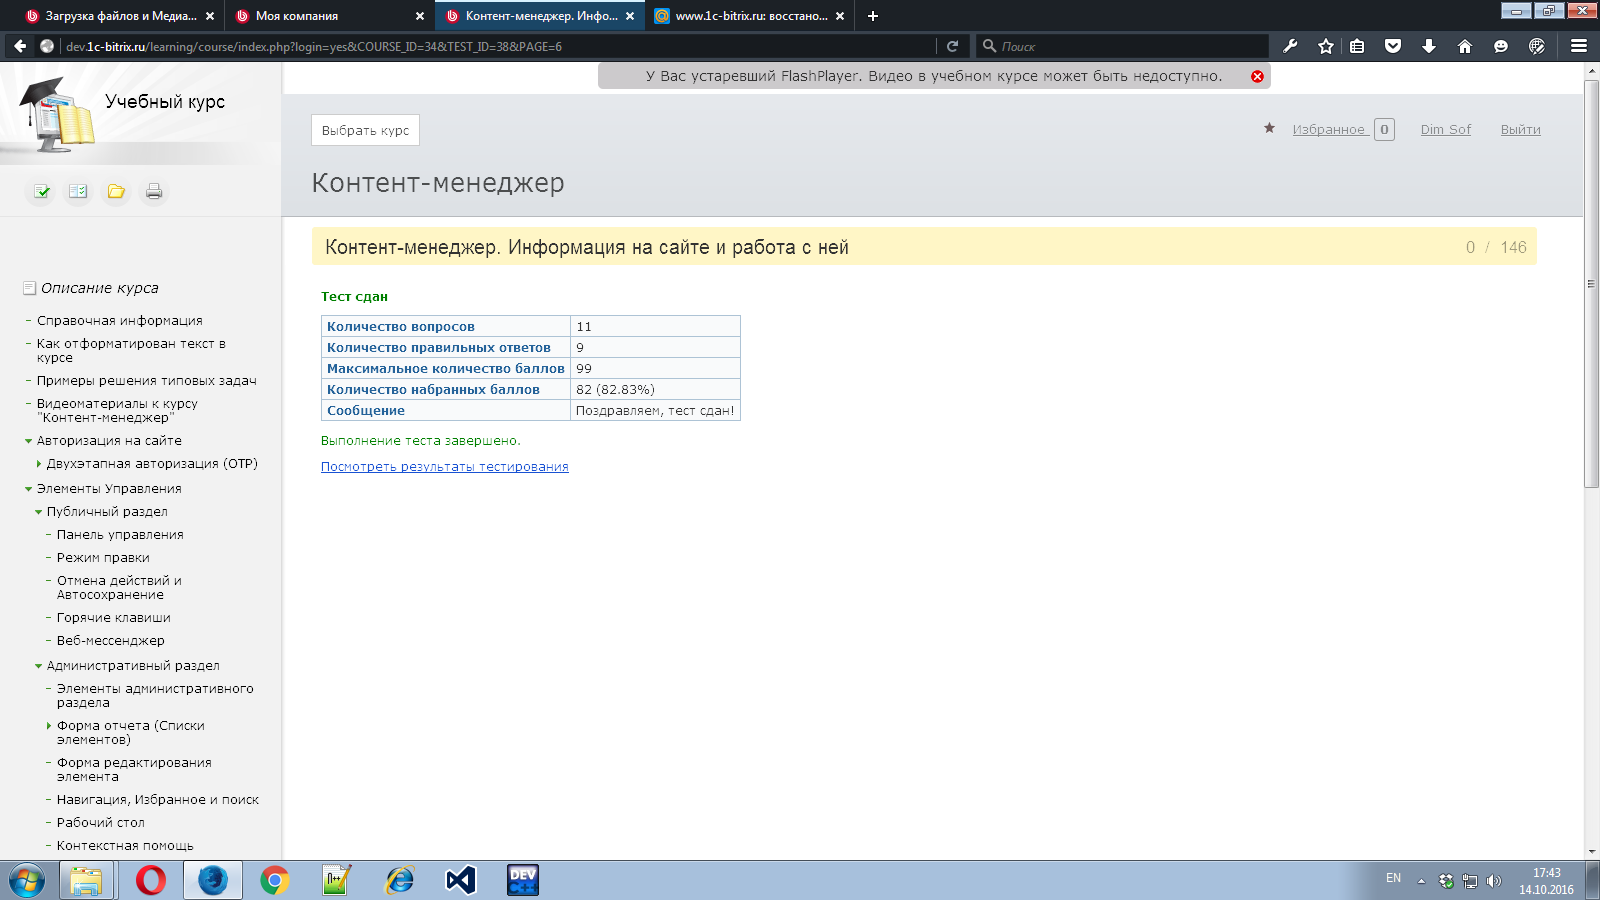 Загрузка файлов и Медиа...
Моя компания
Контент-менеджер. Инфо...
www.1c-bitrix.ru: восстано...
dev.1c-bitrix.ru/learning/course/index.php?login=yes&COURSE_ID=34&TEST_ID=38&PAGE=6
Поиск
У Вас устаревший FlashPlayer. Видео в учебном курсе может быть недоступно.
Учебный курс
Выбрать курс
Избранное 0
Dim Sof
Выйти
Контент-менеджер
Контент-менеджер. Информация на сайте и работа с ней
0 / 146
Описание курса
Справочная информация
Как отформатирован текст в
курсе
Примеры решения типовых задач
Видеоматериалы к курсу
"Контент-менеджер"
Авторизация на сайте
Двухэтапная авторизация (OTP)
Элементы Управления
Публичный раздел
Панель управления
Режим правки
Отмена действий и
Автосохранение
Горячие клавиши
Веб-мессенджер
Административный раздел
Элементы административного
раздела
Форма отчета (Списки
элементов)
Форма редактирования
элемента
Навигация, Избранное и поиск
Рабочий стол
Контекстная помощь
Тест сдан
Количество вопросов 11
Количество правильных ответов 9
Максимальное количество баллов 99
Количество набранных баллов 82 (82.83%)
Сообщение Поздравляем, тест сдан!
Выполнение теста завершено.
Посмотреть результаты тестирования
DEV
C++
EN
17:43
14.10.2016